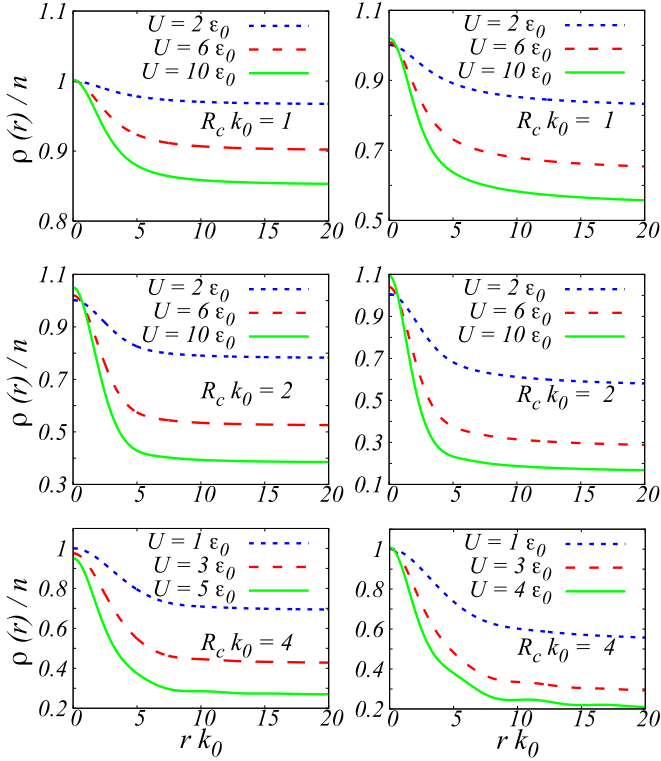 1.1
U = 2 ε0
U = 6 ε0
U = 10 ε0
1
Rc k0 = 1
0.9
0.8
0 5 10 15 20
ρ (r) / n
1.1
U = 2 ε0
U = 6 ε0
U = 10 ε0
0.9
Rc k0 = 1
0.7
0.5
0 5 10 15 20
1.1
U = 2 ε0
U = 6 ε0
U = 10 ε0
0.9
0.7
Rc k0 = 2
0.5
0.3
0 5 10 15 20
ρ (r) / n
1.1
U = 2 ε0
U = 6 ε0
U = 10 ε0
0.9
0.7
Rc k0 = 2
0.5
0.3
0.1
0 5 10 15 20
1
U = 1 ε0
U = 3 ε0
U = 5 ε0
0.8
0.6
Rc k0 = 4
0.4
0.2
0 5 10 15 20
ρ (r) / n
r k0
1
U = 1 ε0
U = 3 ε0
U = 4 ε0
0.8
0.6
Rc k0 = 4
0.4
0.2
0 5 10 15 20
r k0